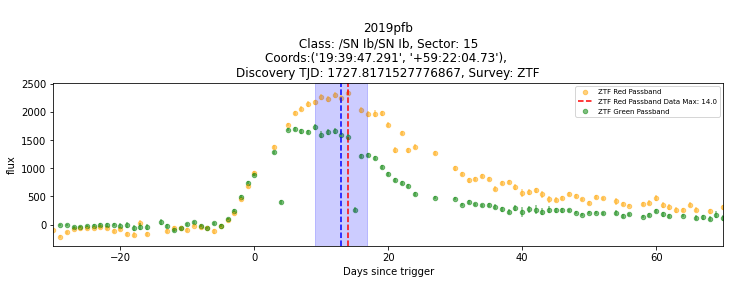 2019pfb
Class: /SN Ib/SN Ib, Sector: 15
Coords:('19:39:47.291', '+59:22:04.73'),
Discovery TJD: 1727.8171527776867, Survey: ZTF
2500
2000
1500
1000
500
0
flux
ZTF Red Passband
ZTF Red Passband Data Max: 14.0
ZTF Green Passband
−20
0
20
40
60
Days since trigger